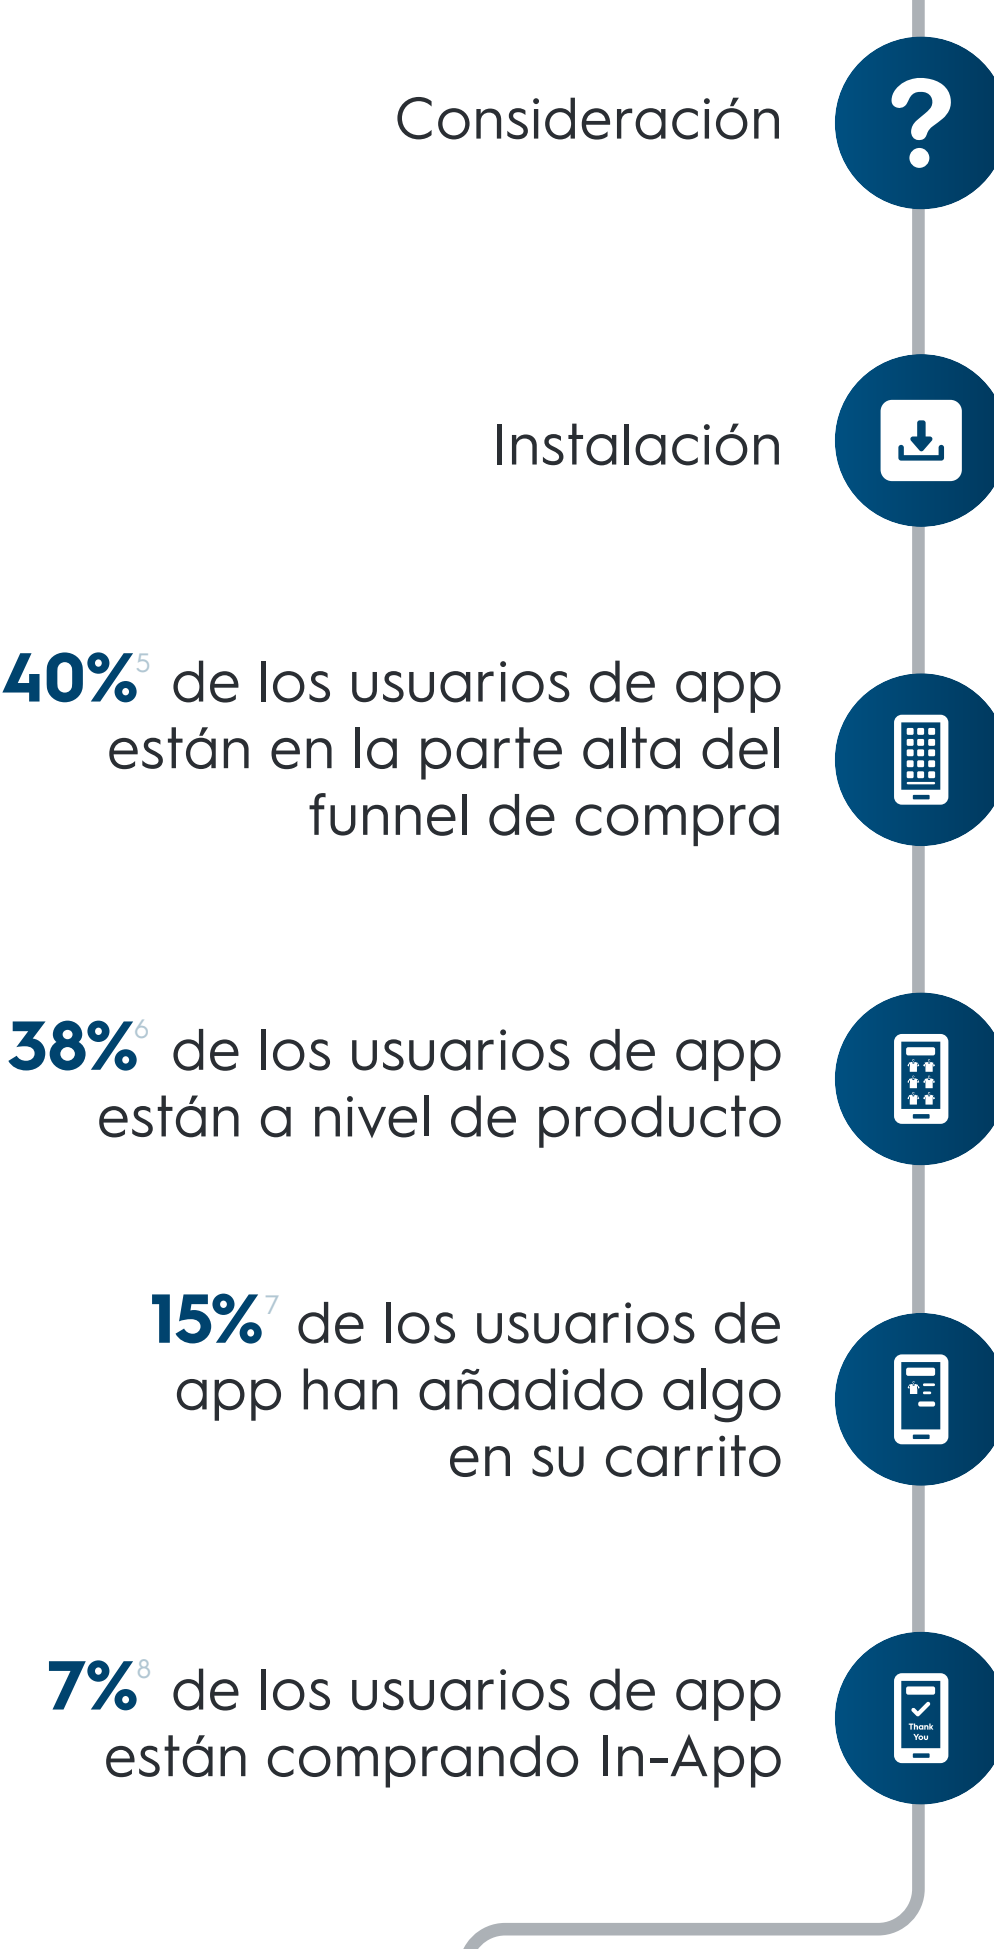 Consideración
?
Instalación
40%5 de los usuarios de app
están en la parte alta del
funnel de compra
38%6 de los usuarios de app
están a nivel de producto
15%7 de los usuarios de
app han añadido algo
en su carrito
7%8 de los usuarios de app
están comprando In-App
Thank
You